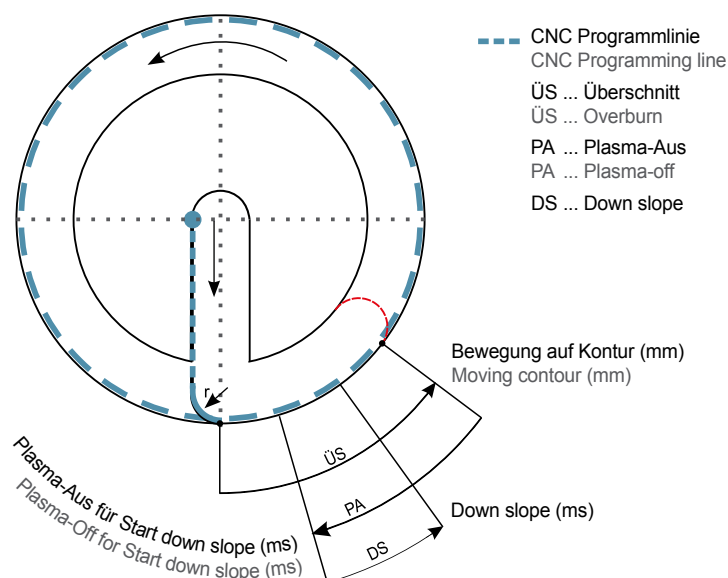 CNC Programmlinie
CNC Programming line
ÜS ... Überschnitt
ÜS ... Overburn
PA ... Plasma-Aus
PA ... Plasma-off
DS ... Down slope
r
Bewegung auf Kontur (mm)
Moving contour (mm)
ÜS
PA
Down slope (ms)
DS
Plasma-Aus für Start down slope (ms)
Plasma-Off for Start down slope (ms)